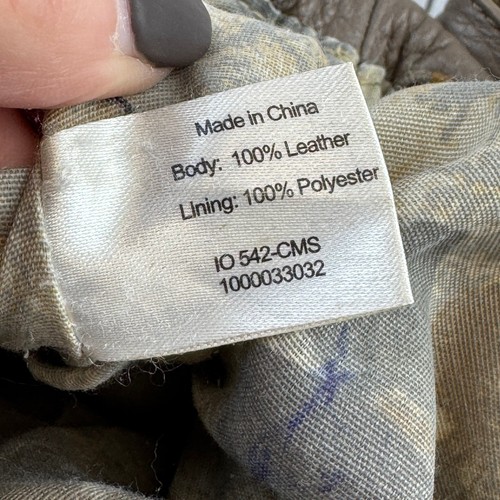 Made in China
Body: 100% Leather
Lining: 100% Polyester
IO 542-CMS
1000033032